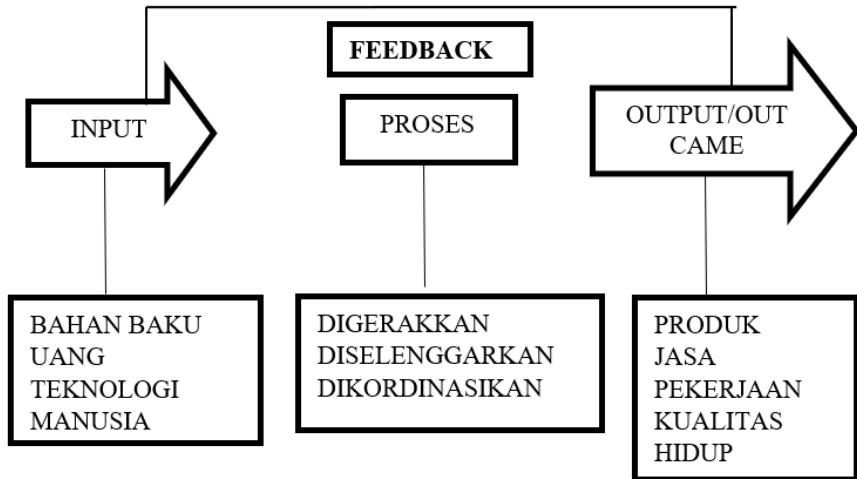 FEEDBACK
INPUT
PROSES
OUTPUT/OUT
CAME
BAHAN BAKU
UANG
TEKNOLOGI
MANUSIA
DIGERAKKAN
DISELENGGARKAN
DIKORDINASIKAN
PRODUK
JASA
PEKERJAAN
KUALITAS
HIDUP